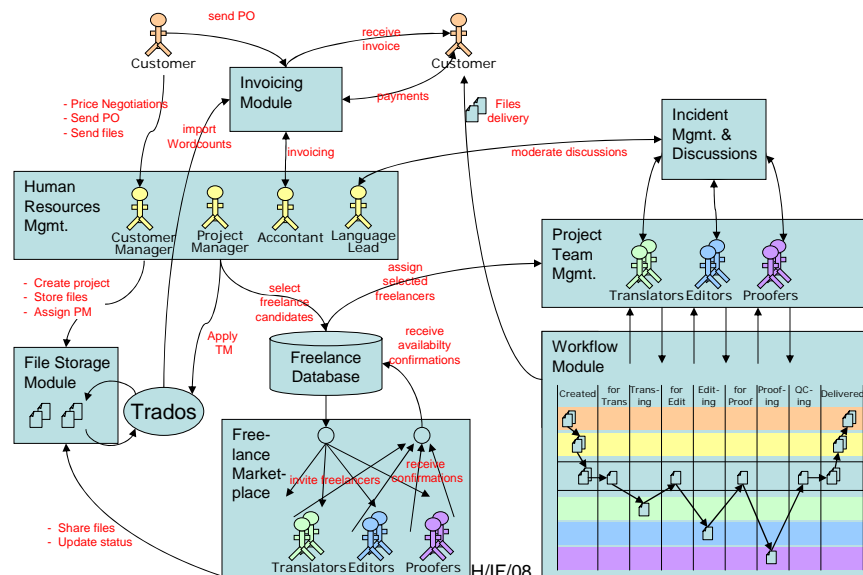 send PO
receive
invoice
Customer
Customer
Invoicing
Module
- Price Negotiations
- Send PO
- Send files
import
Wordcounts
payments
Files
delivery
Incident
Mgmt. &
Discussions
invoicing
moderate discussions
Human
Resources
Mgmt.
Customer
Manager
Project
Manager
Accontant
Language
Lead
Project
Team
Mgmt.
Translators
Editors
Proofers
- Create project
- Store files
- Assign PM
select
freelance
candidates
assign
selected
freelancers
Apply
TM
receive
availabilty
confirmations
File Storage
Module
Trados
Freelance
Database
Workflow
Module
Created
for
Trans
Trans-
ing
for
Edit
Edit-
ing
for
Proof
Proof-
ing
QC-
ing
Delivered
Free-
lance
Market-
place
invite freelancers
receive
confirmations
Translators
Editors
Proofers
- Share files
- Update status